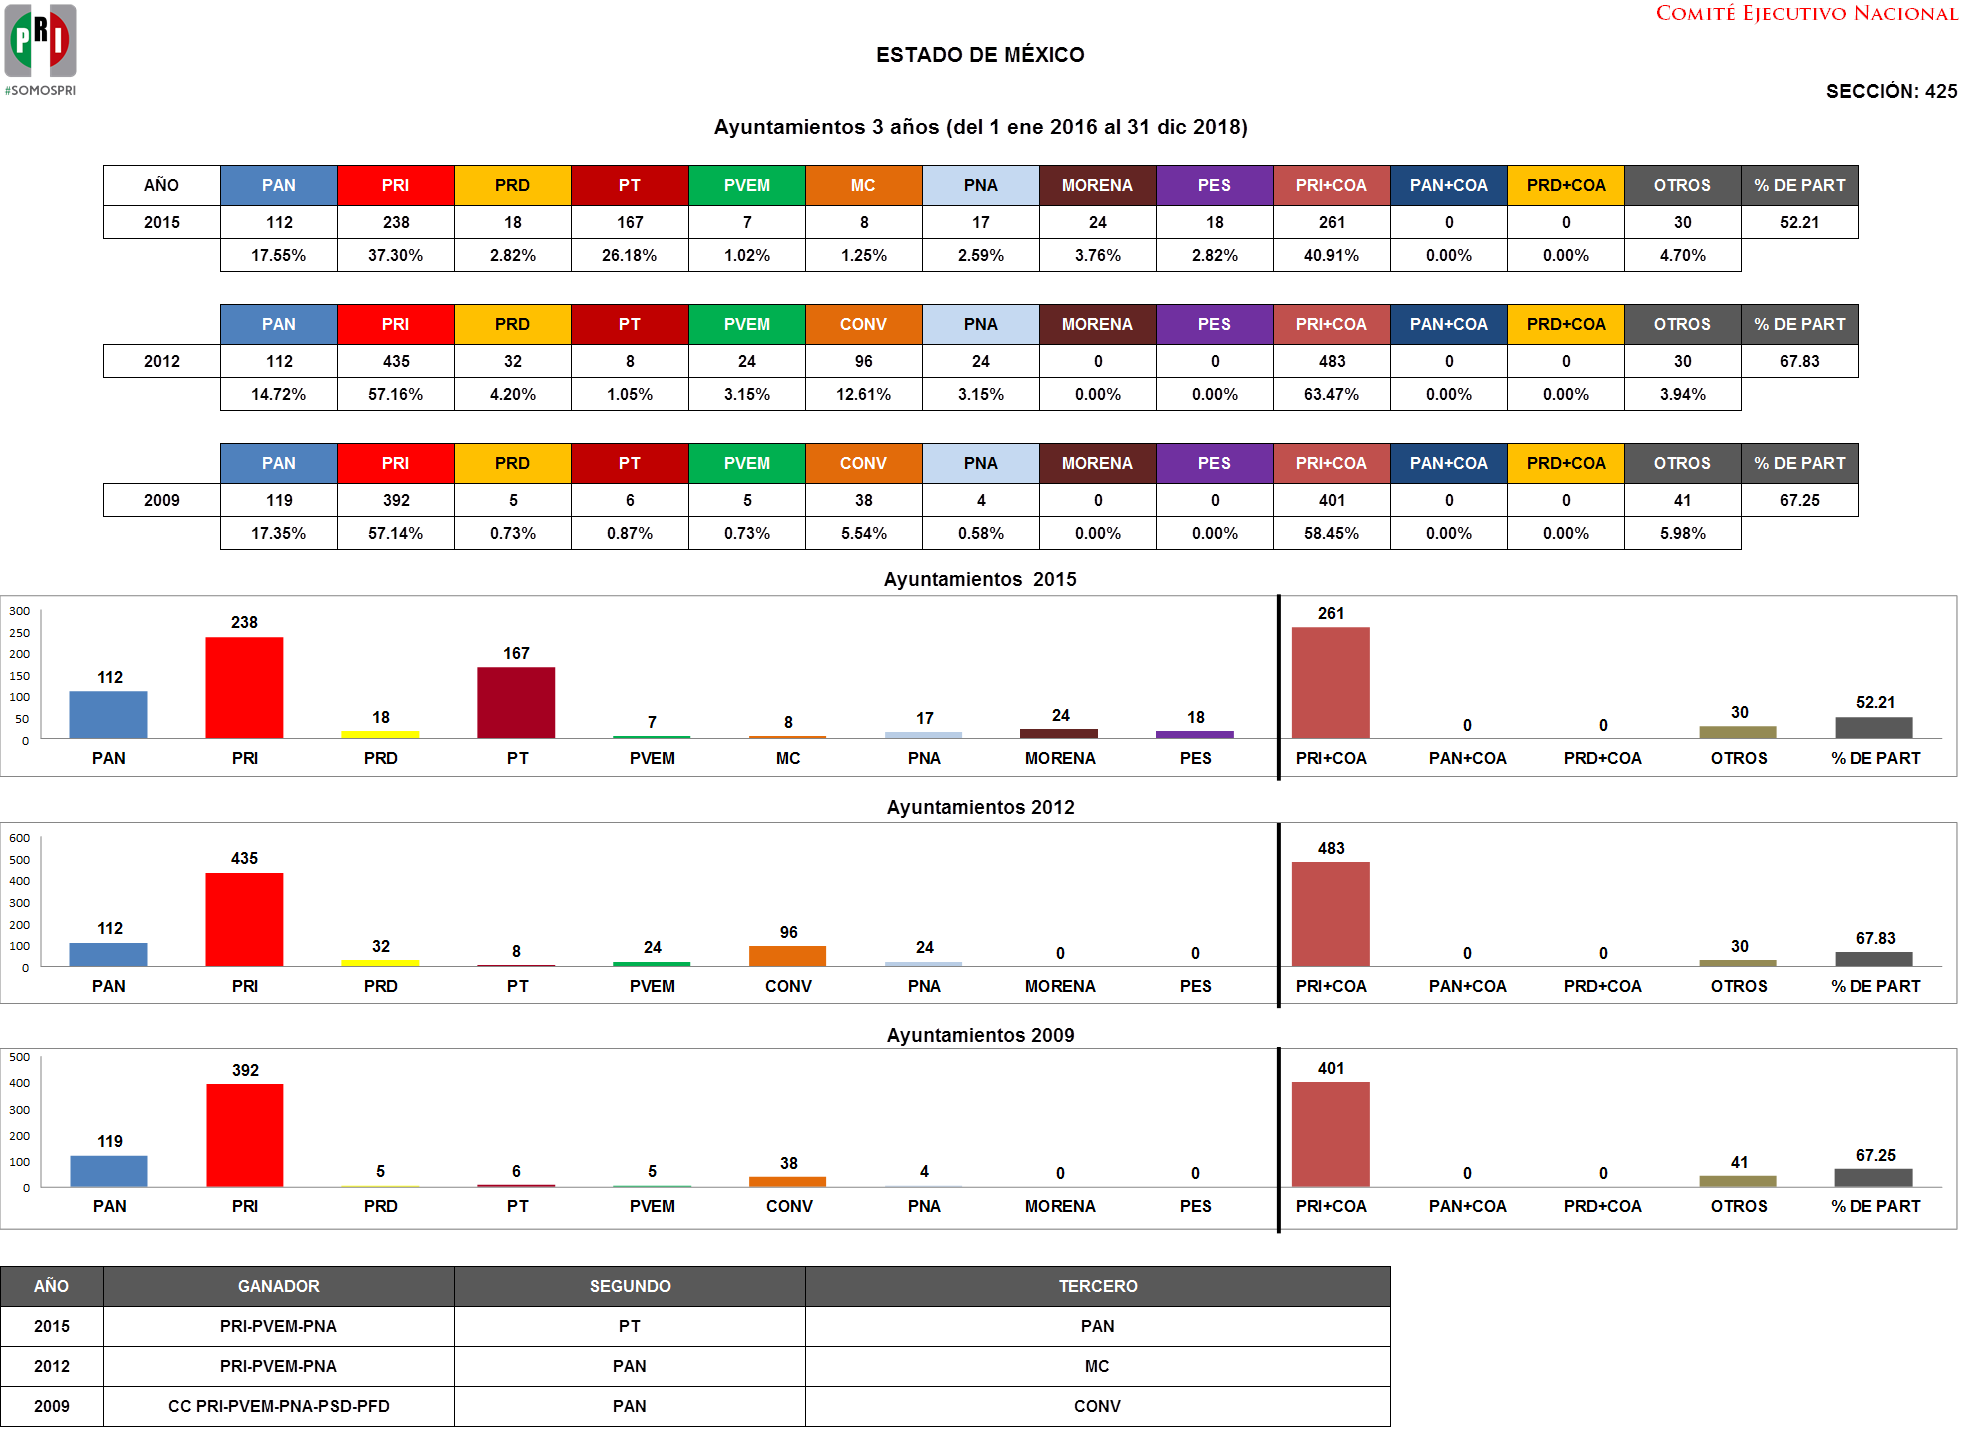 COMITÉ EJECUTIVO NACIONAL
PRI
#SOMOSPRI
ESTADO DE MÉXICO
SECCIÓN: 425
Ayuntamientos 3 años (del 1 ene 2016 al 31 dic 2018)
AÑO PAN PRI PRD PT PVEM MC PNA MORENA PES PRI+COA PAN+COA PRD+COA OTROS % DE PART
2015 112 238 18 167 7 8 17 24 18 261 0 0 30 52.21
17.55% 37.30% 2.82% 26.18% 1.02% 1.25% 2.59% 3.76% 2.82% 40.91% 0.00% 0.00% 4.70%
PAN PRI PRD PT PVEM CONV PNA MORENA PES PRI+COA PAN+COA PRD+COA OTROS % DE PART
2012 112 435 32 8 24 96 24 0 0 483 0 0 30 67.83
14.72% 57.16% 4.20% 1.05% 3.15% 12.61% 3.15% 0.00% 0.00% 63.47% 0.00% 0.00% 3.94%
PAN PRI PRD PT PVEM CONV PNA MORENA PES PRI+COA PAN+COA PRD+COA OTROS % DE PART
2009 119 392 5 6 5 38 4 0 0 401 0 0 41 67.25
17.35% 57.14% 0.73% 0.87% 0.73% 5.54% 0.58% 0.00% 0.00% 58.45% 0.00% 0.00% 5.98%
Ayuntamientos 2015
300
250
200
150
100
50
0
112 238 18 167 7 8 17 24 18 261 0 0 30 52.21
PAN PRI PRD PT PVEM MC PNA MORENA PES PRI+COA PAN+COA PRD+COA OTROS % DE PART
Ayuntamientos 2012
600
500
400
300
200
100
0
112 435 32 8 24 96 24 0 0 483 0 0 30 67.83
PAN PRI PRD PT PVEM CONV PNA MORENA PES PRI+COA PAN+COA PRD+COA OTROS % DE PART
Ayuntamientos 2009
500
400
300
200
100
0
119 392 5 6 5 38 4 0 0 401 0 0 41 67.25
PAN PRI PRD PT PVEM CONV PNA MORENA PES PRI+COA PAN+COA PRD+COA OTROS % DE PART
AÑO GANADOR SEGUNDO TERCERO
2015 PRI-PVEM-PNA PT PAN
2012 PRI-PVEM-PNA PAN MC
2009 CC PRI-PVEM-PNA-PSD-PFD PAN CONV